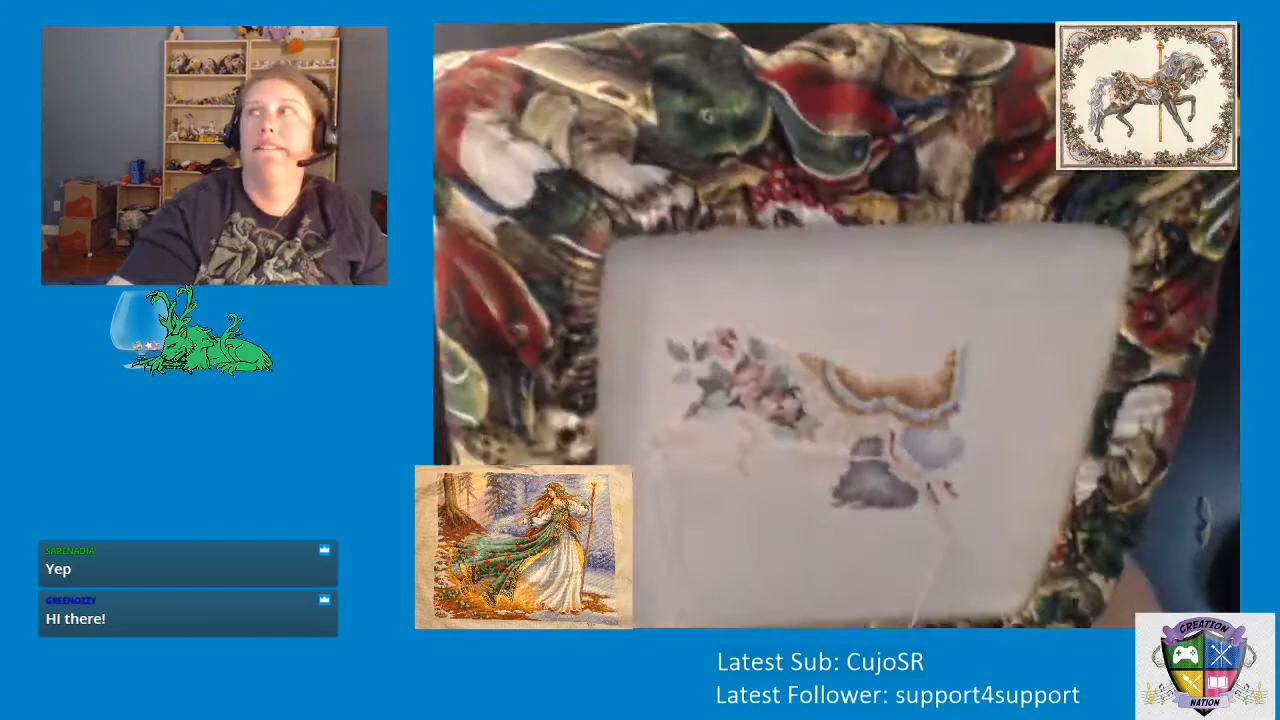 SARENADIA
Yep
GREENOZZY
HI there!
Latest Sub: CujoSR
Latest Follower: support4support
CREATION
NATION